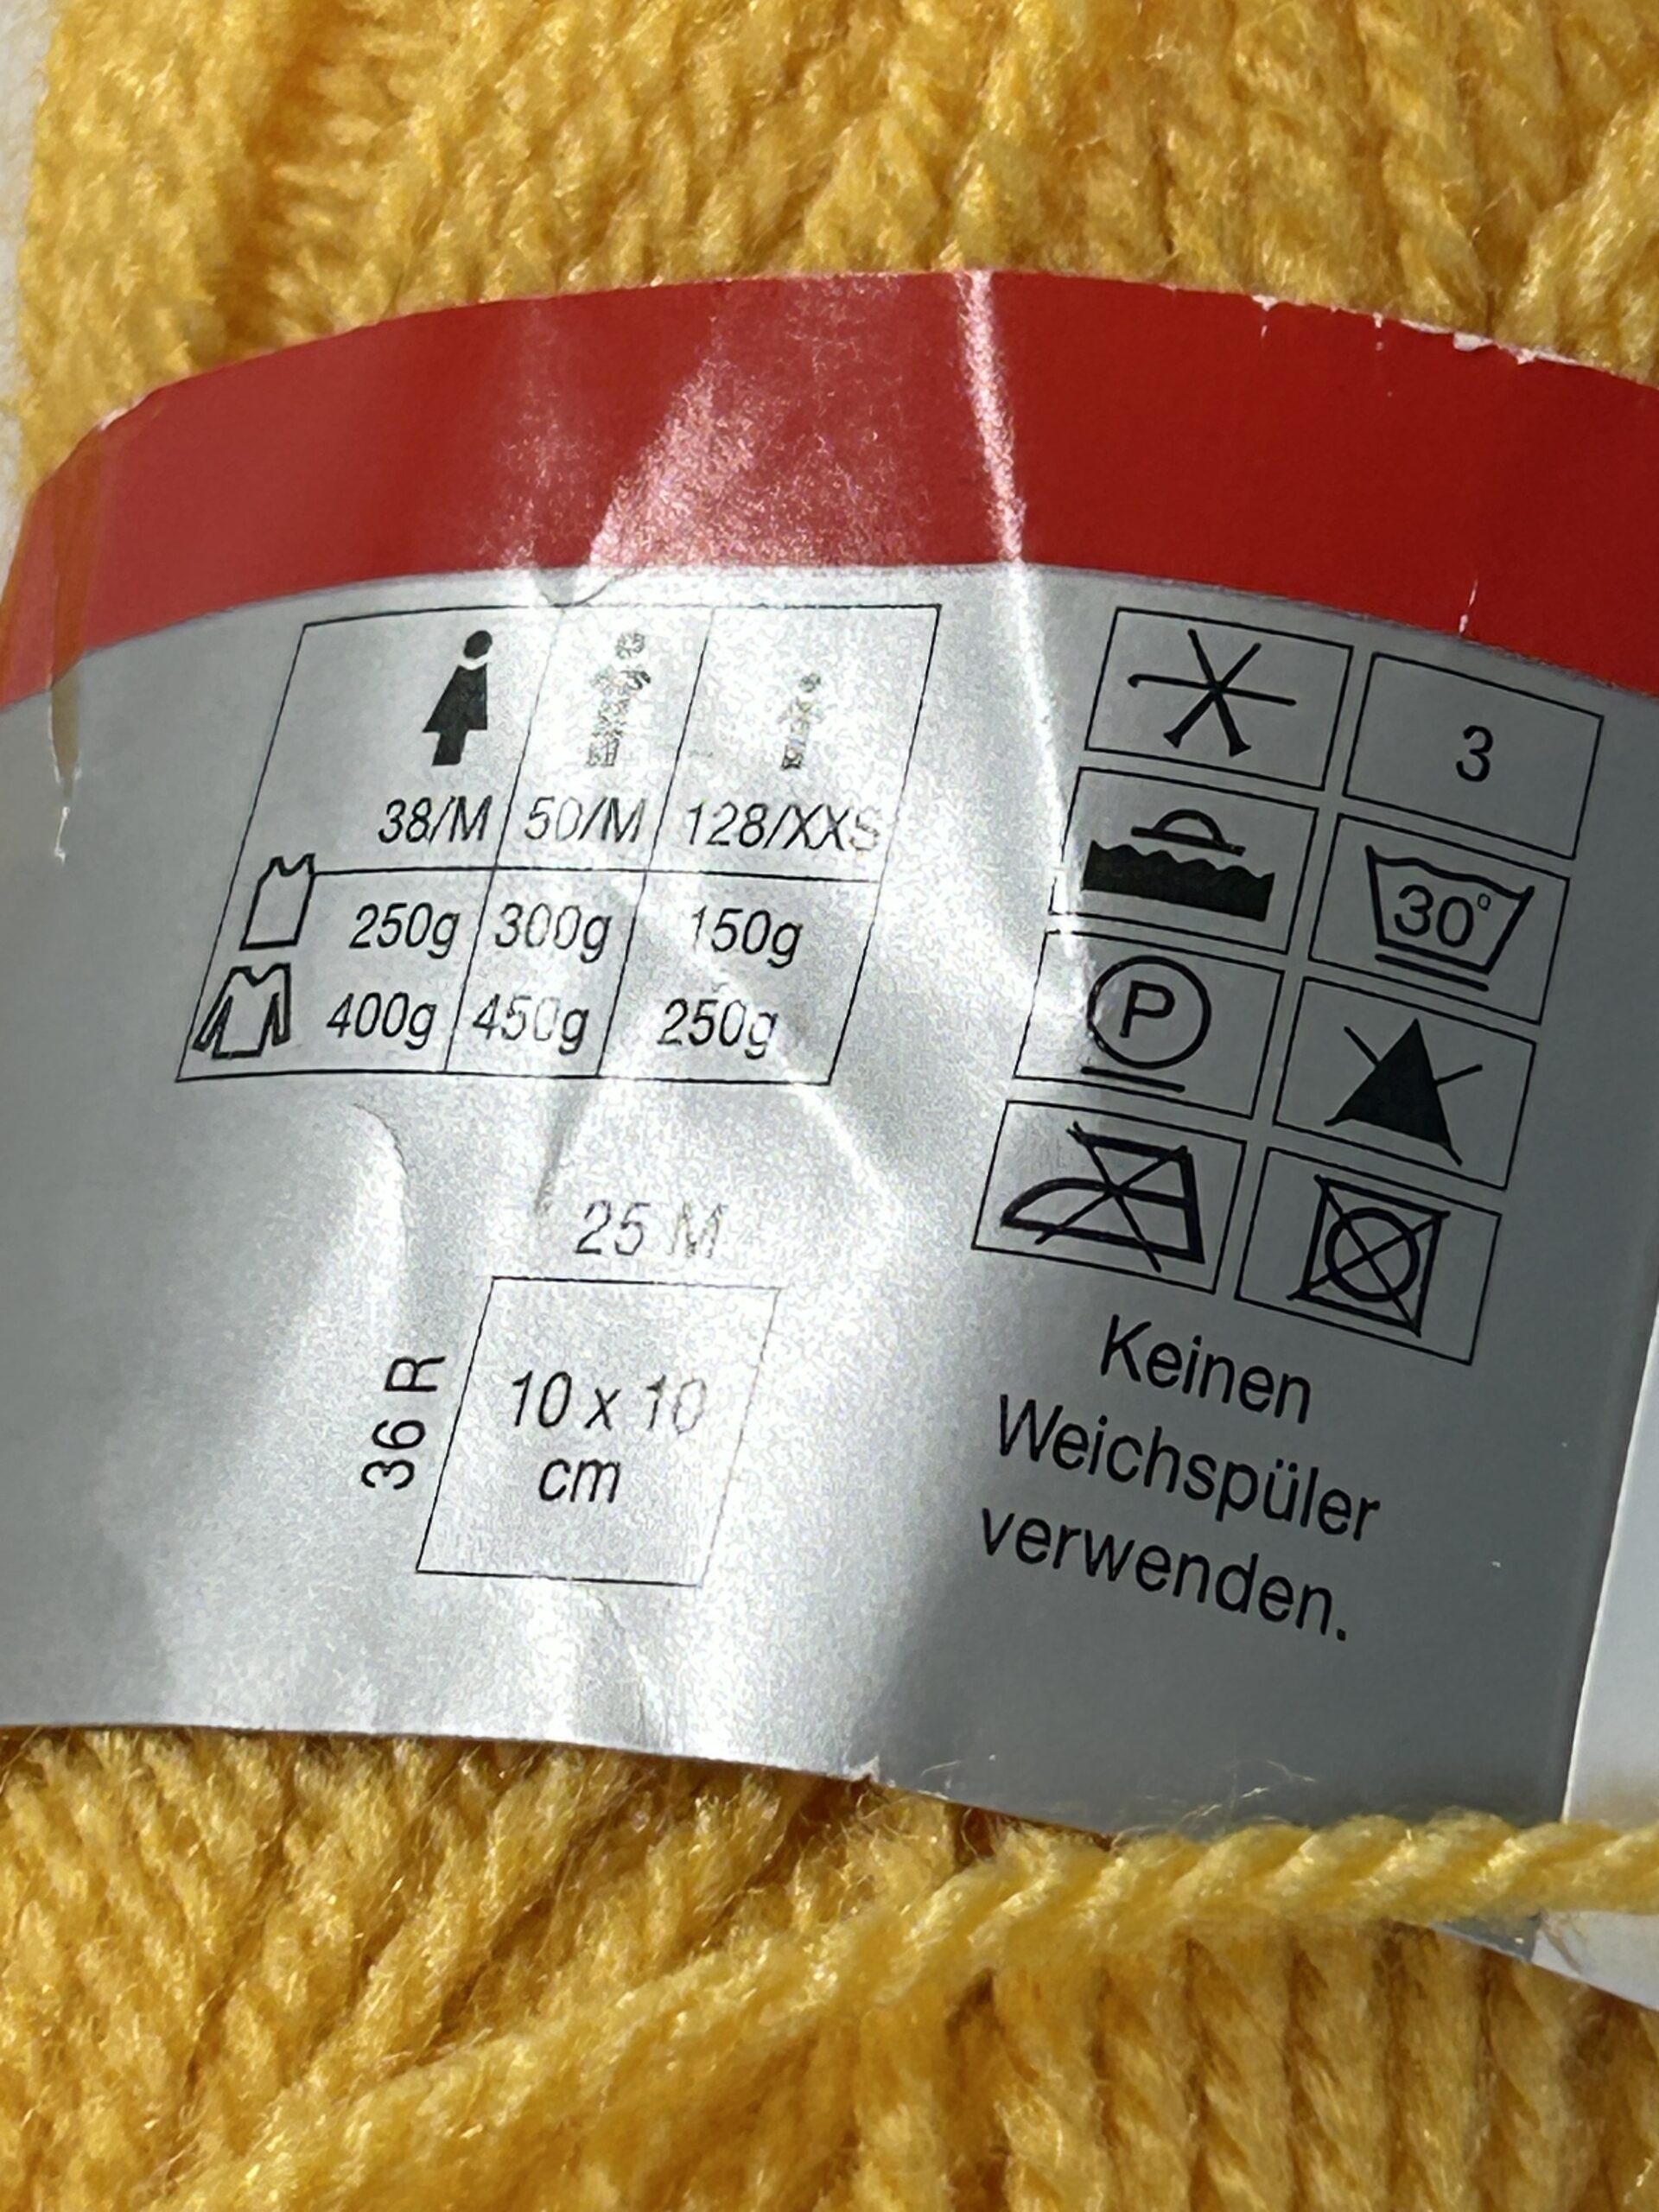 38/M 50/M 128/XXS
250g 300g 150g
400g 450g 250g
25 M
36 R
10 x 10
cm
3
30°
P
Keinen
Weichspüler
verwenden.